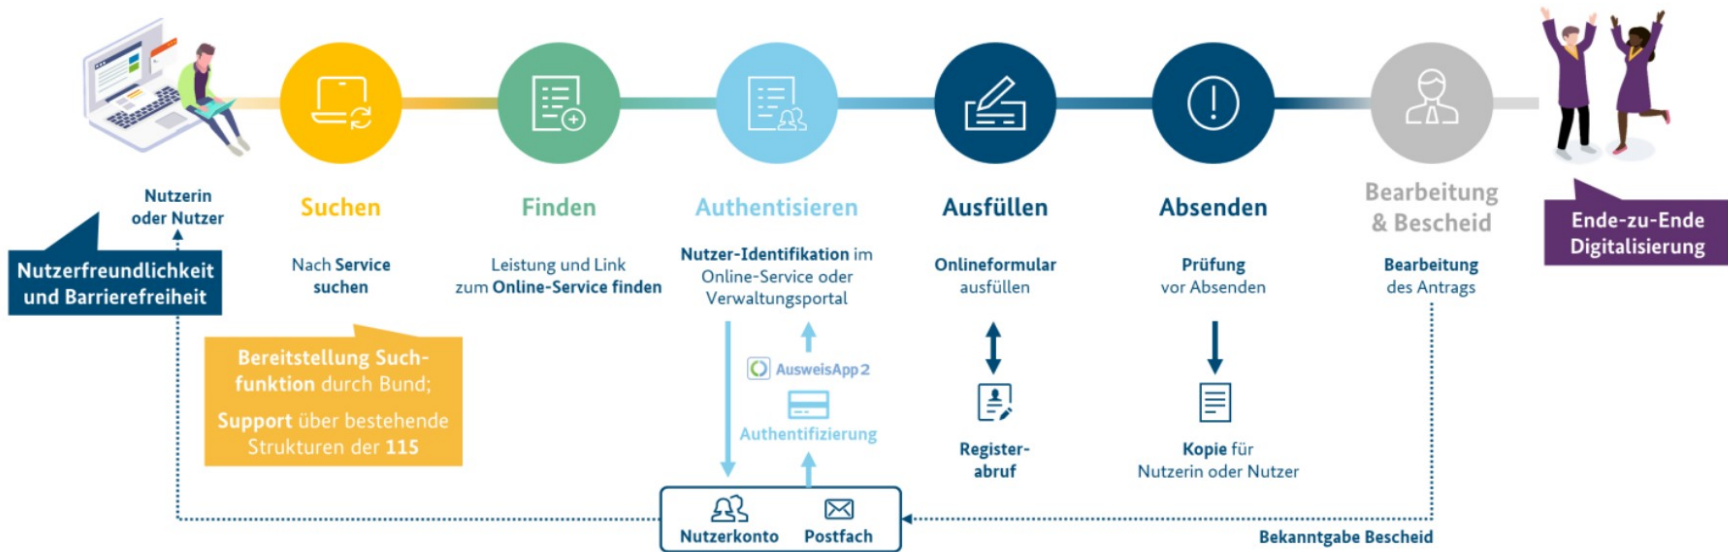 Nutzerin
oder Nutzer
Nutzerfreundlichkeit
und Barrierefreiheit
Suchen
Nach Service
suchen
Bereitstellung Such-
funktion durch Bund;
Support über bestehende
Strukturen der 115
Finden
Leistung und Link
zum Online-Service finden
Authentisieren
Nutzer-Identifikation im
Online-Service oder
Verwaltungsportal
AusweisApp2
Authentifizierung
Nutzerkonto
Postfach
Ausfüllen
Onlineformular
ausfüllen
Register-
abruf
Absenden
Prüfung
vor Absenden
Kopie für
Nutzerin oder Nutzer
Bearbeitung
& Bescheid
Bearbeitung
des Antrags
Bekanntgabe Bescheid
Ende-zu-Ende
Digitalisierung